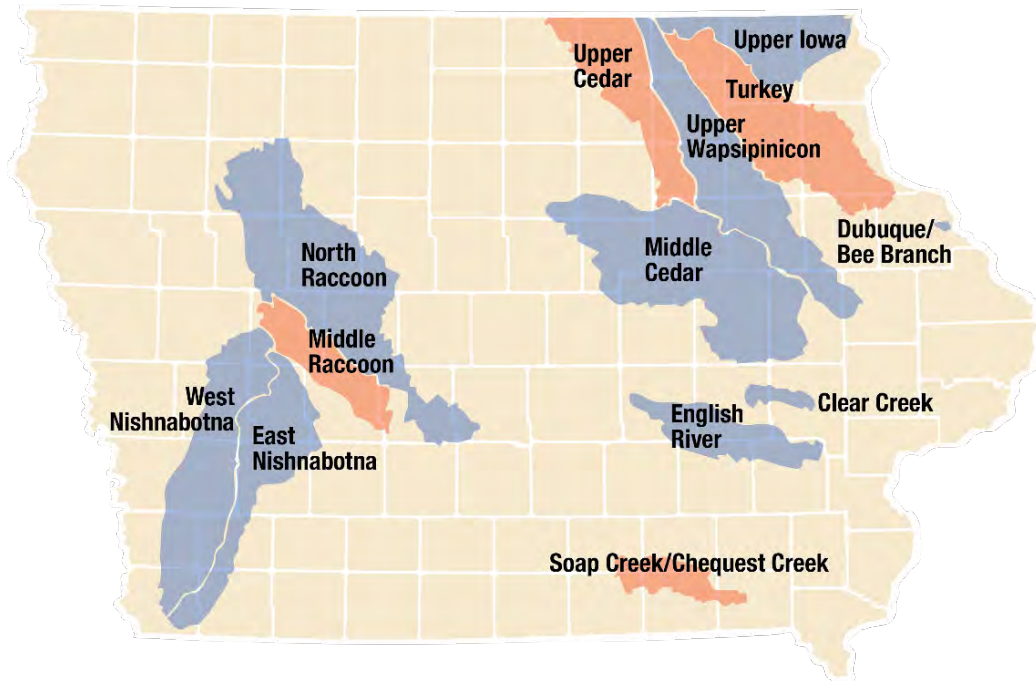 Upper Iowa
Upper
Cedar
Turkey
Upper
Wapsipinicon
Dubuque/
Bee Branch
North
Raccoon
Middle
Cedar
Middle
Raccoon
West
Nishnabotna
East
Nishnabotna
English
River
Clear Creek
Soap Creek/Chequest Creek